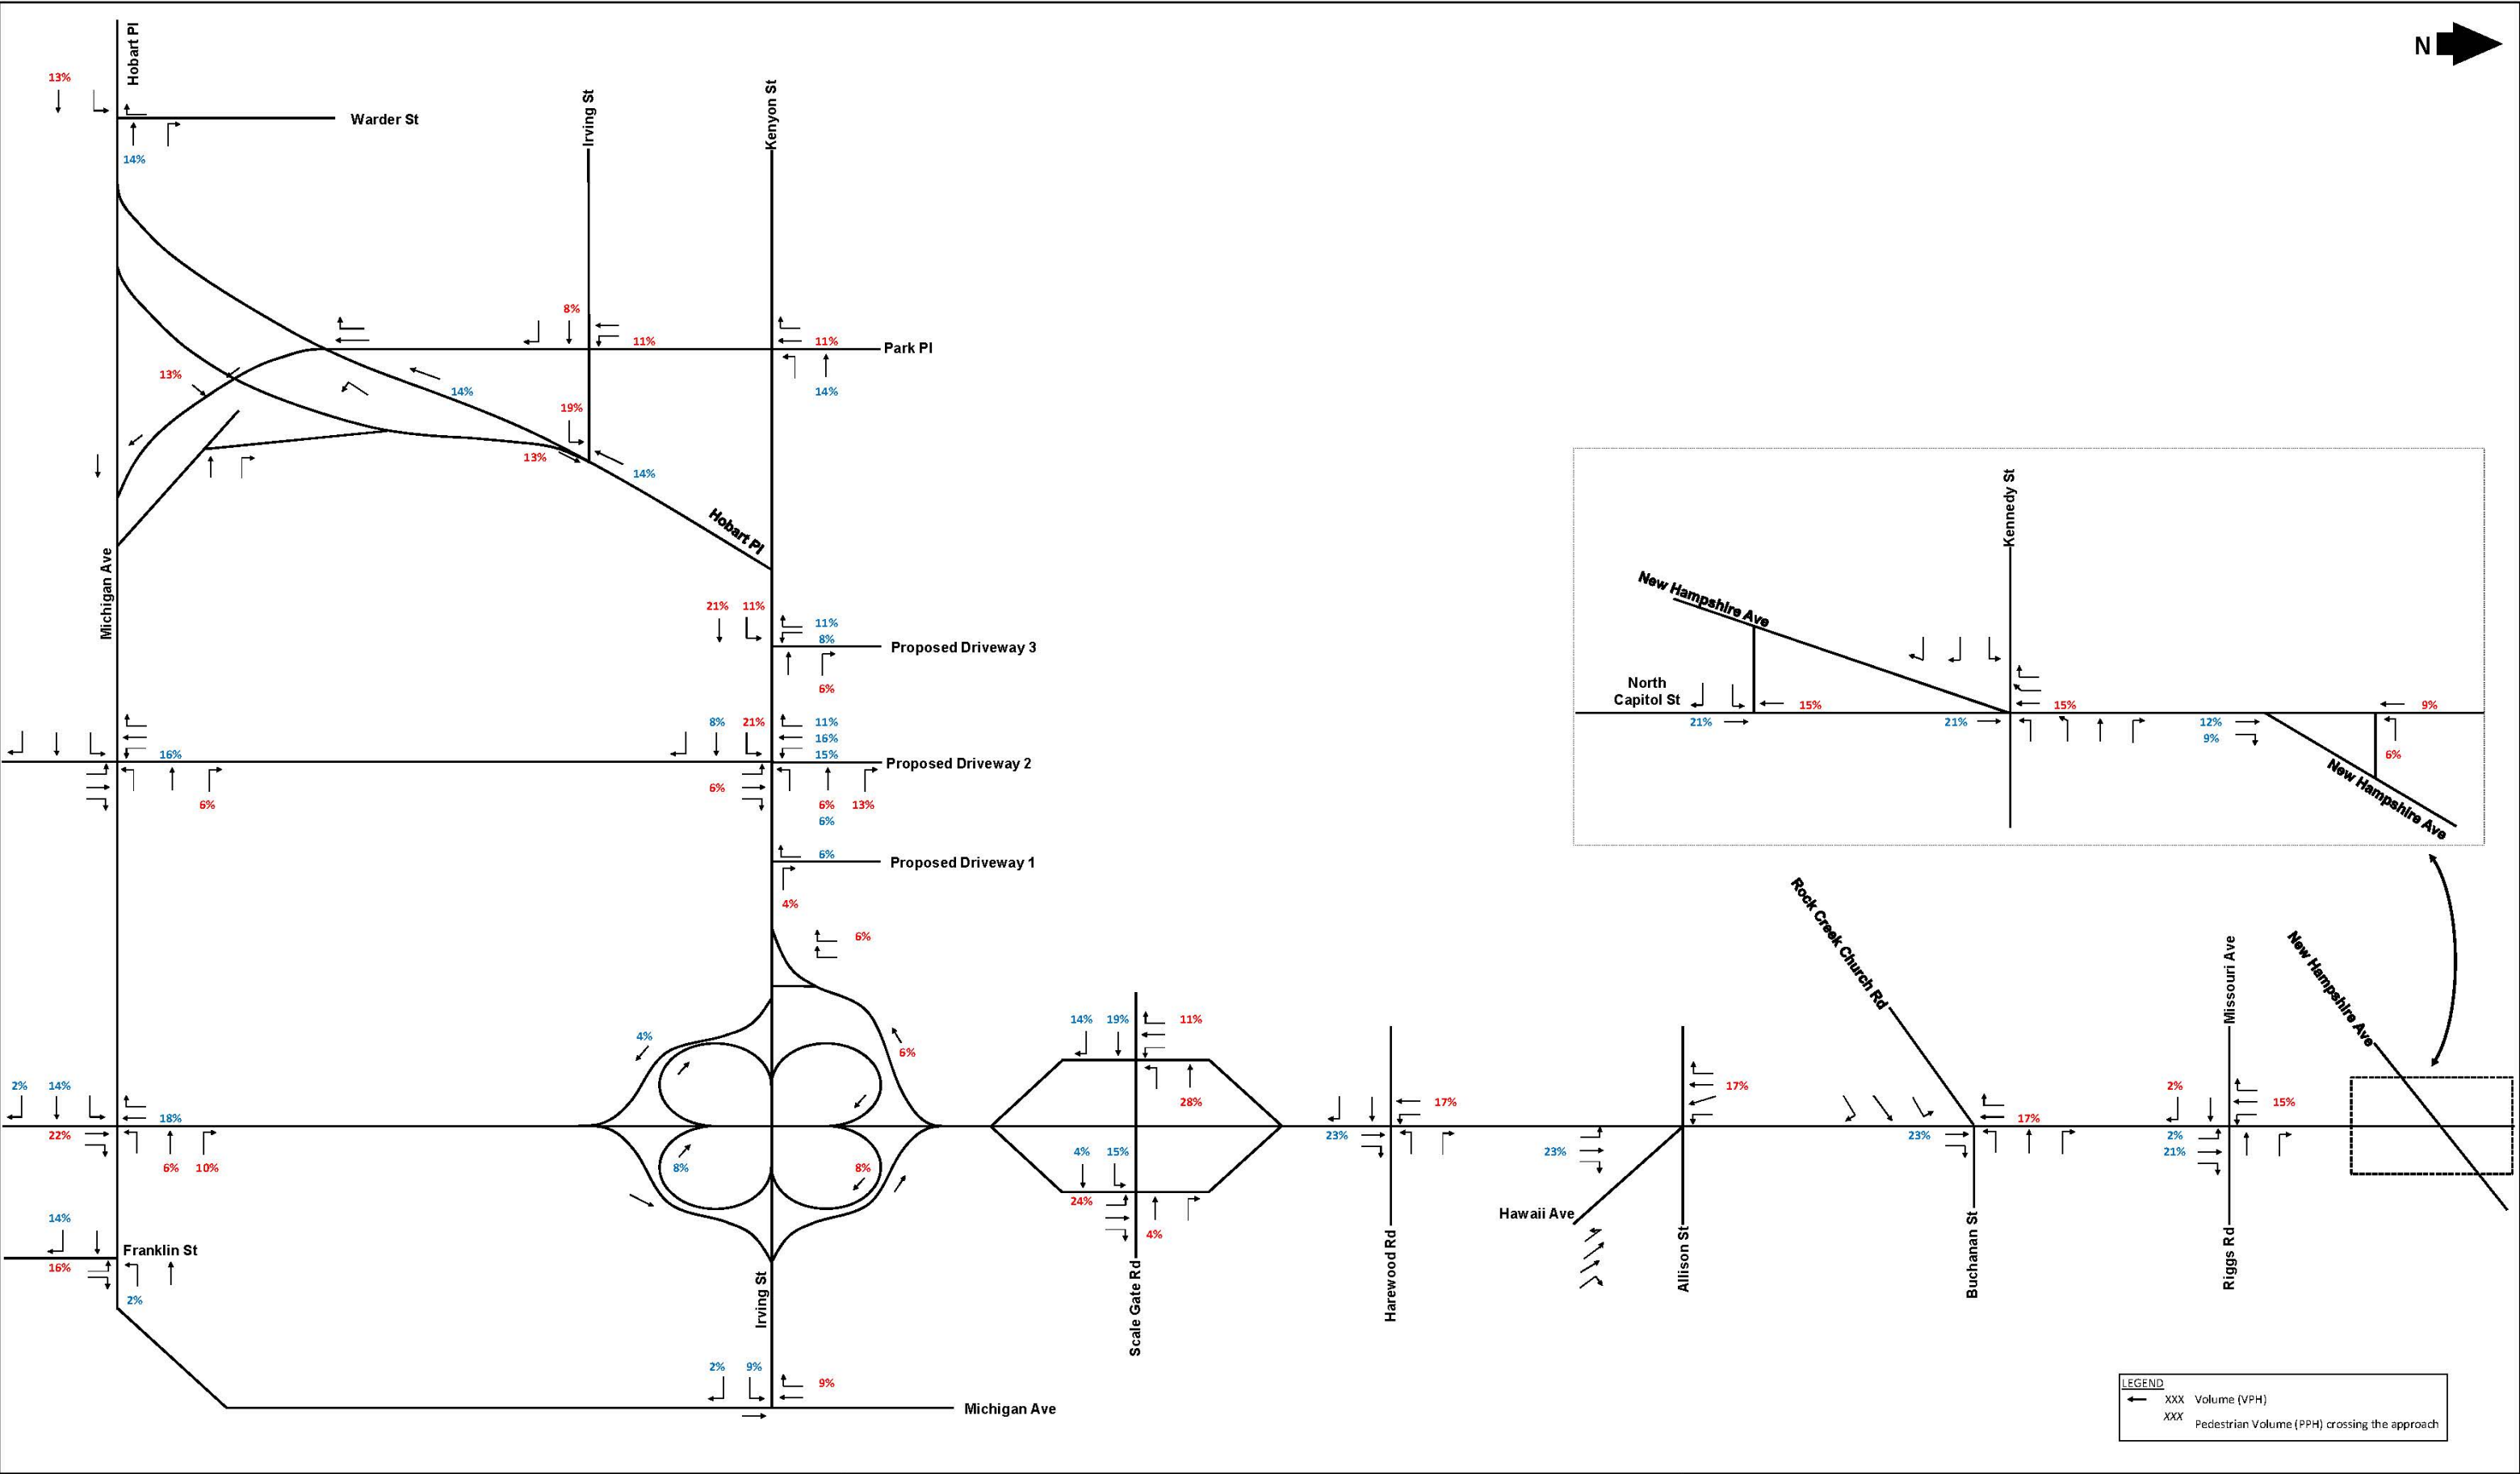 N
Hobart Pl
13%
Warder St
14%
Irving St
Kenyon St
8%
11%
11%
Park Pl
14%
13%
14%
19%
13%
14%
Hobart Pl
Michigan Ave
21% 11%
11%
8%
Proposed Driveway 3
6%
16%
6%
8% 21%
11%
16%
15%
Proposed Driveway 2
6%
6% 13%
6%
6%
Proposed Driveway 1
4%
6%
4%
6%
8%
8%
2% 14%
18%
22%
6% 10%
14%
Franklin St
16%
2%
Irving St
2% 9%
9%
Michigan Ave
14% 19%
11%
28%
4% 15%
24%
4%
Scale Gate Rd
17%
23%
Harewood Rd
17%
23%
Hawaii Ave
Allison St
Rock Creek Church Rd
17%
23%
Buchanan St
Missouri Ave
2%
15%
2%
21%
Riggs Rd
New Hampshire Ave
Kennedy St
New Hampshire Ave
North
Capitol St
15%
21%
15%
21%
12%
9%
9%
6%
New Hampshire Ave
LEGEND
XXX Volume (VPH)
XXX
Pedestrian Volume (PPH) crossing the approach